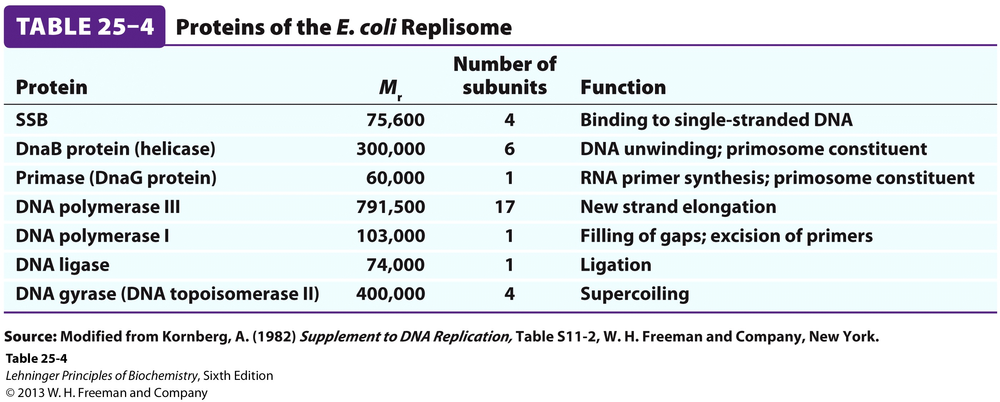 TABLE 25–4 Proteins of the E. coli Replisome
Protein Mr Number of subunits Function
SSB 75,600 4 Binding to single-stranded DNA
DnaB protein (helicase) 300,000 6 DNA unwinding; primosome constituent
Primase (DnaG protein) 60,000 1 RNA primer synthesis; primosome constituent
DNA polymerase III 791,500 17 New strand elongation
DNA polymerase I 103,000 1 Filling of gaps; excision of primers
DNA ligase 74,000 1 Ligation
DNA gyrase (DNA topoisomerase II) 400,000 4 Supercoiling
Source: Modified from Kornberg, A. (1982) Supplement to DNA Replication, Table S11-2, W. H. Freeman and Company, New York.
Table 25-4
Lehninger Principles of Biochemistry, Sixth Edition
© 2013 W. H. Freeman and Company